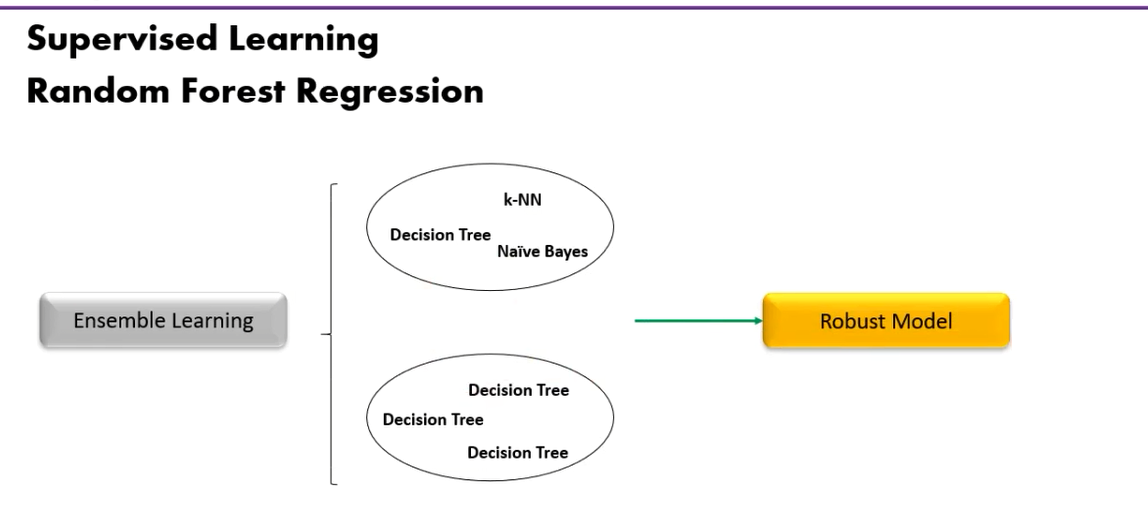 Supervised Learning
Random Forest Regression
k-NN
Decision Tree
Naïve Bayes
Ensemble Learning
Robust Model
Decision Tree
Decision Tree
Decision Tree